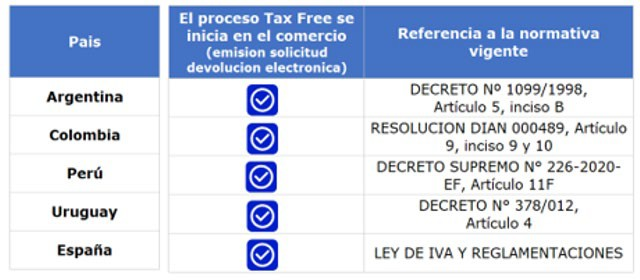 Pais
El proceso Tax Free se
inicia en el comercio
(emision solicitud
devolucion electronica)
Referencia a la normativa
vigente
Argentina
DECRETO Nº 1099/1998,
Artículo 5, inciso B
Colombia
RESOLUCION DIAN 000489, Artículo
9, inciso 9 y 10
Perú
DECRETO SUPREMO N° 226-2020-
EF, Artículo 11F
Uruguay
DECRETO N° 378/012,
Artículo 4
España
LEY DE IVA Y REGLAMENTACIONES